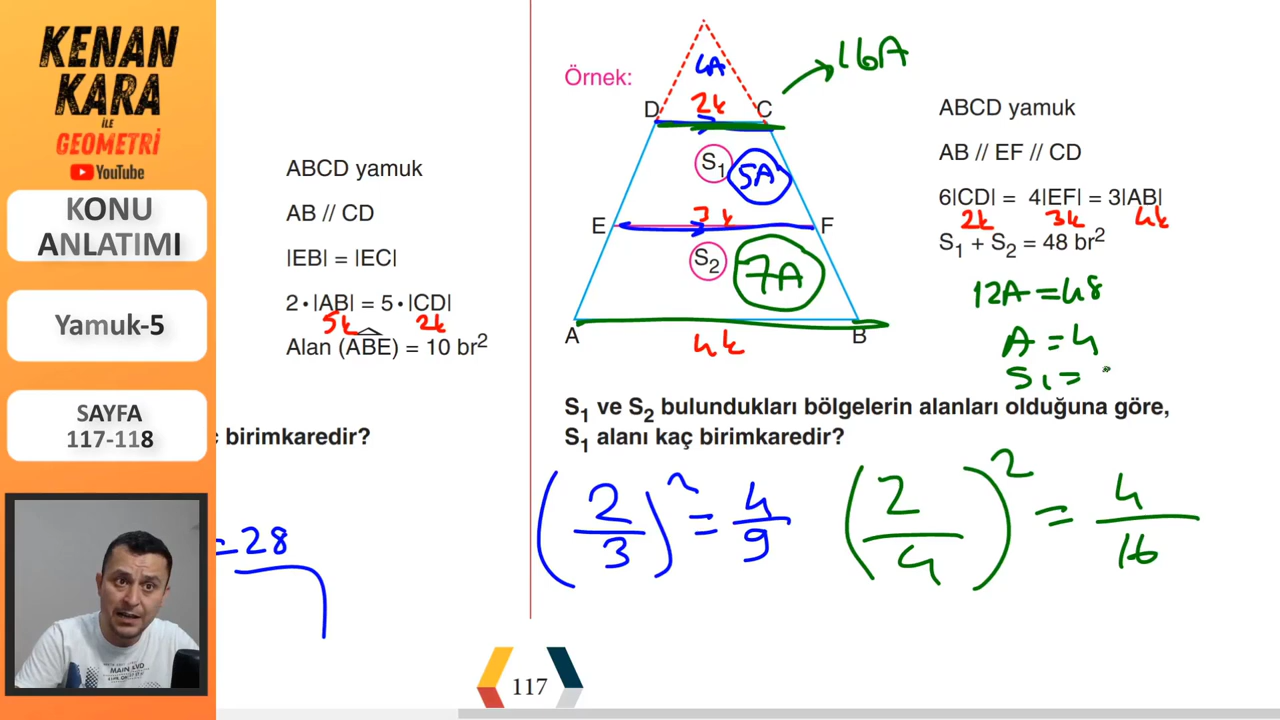 KENAN
KARA
İLE
GEOMETRİ
YouTube
KONU
ANLATIMI
Yamuk-5
SAYFA
117-118
ABCD yamuk
AB // CD
|EB| = |EC|
2·|AB| = 5·|CD|
5k 2k
Alan (ABE) = 10 br²
ç birimkaredir?
= 28
Örnek:
4A
16A
2k
D C
S₁ 5A
3k
E F
S₂ 7A
A B
4k
ABCD yamuk
AB // EF // CD
6|CD| = 4|EF| = 3|AB|
2k 3k 4k
S₁ + S₂ = 48 br²
12A = 48
A = 4
S₁ =
S₁ ve S₂ bulundukları bölgelerin alanları olduğuna göre,
S₁ alanı kaç birimkaredir?
(2/3)² = 4/9 (2/4)² = 4/16
117